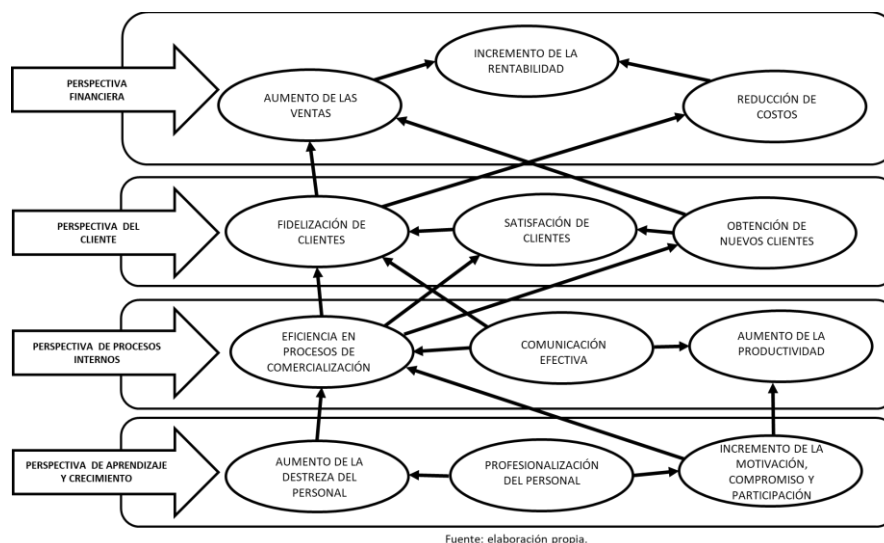 PERSPECTIVA
FINANCIERA
INCREMENTO DE LA
RENTABILIDAD
AUMENTO DE LAS
VENTAS
REDUCCIÓN DE
COSTOS
PERSPECTIVA DEL
CLIENTE
FIDELIZACIÓN DE
CLIENTES
SATISFACCIÓN DE
CLIENTES
OBTENCIÓN DE
NUEVOS CLIENTES
PERSPECTIVA DE PROCESOS
INTERNOS
EFICIENCIA EN
PROCESOS DE
COMERCIALIZACIÓN
COMUNICACIÓN
EFECTIVA
AUMENTO DE LA
PRODUCTIVIDAD
PERSPECTIVA DE APRENDIZAJE
Y CRECIMIENTO
AUMENTO DE LA
DESTREZA DEL
PERSONAL
PROFESIONALIZACIÓN
DEL PERSONAL
INCREMENTO DE LA
MOTIVACIÓN,
COMPROMISO Y
PARTICIPACIÓN
Fuente: elaboración propia.